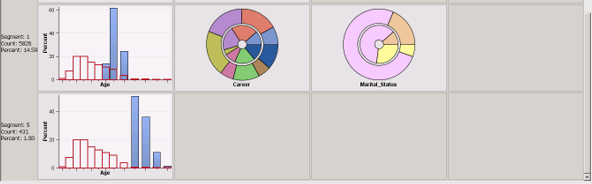 Segment: 1
Count: 5826
Percent: 14.59
Percent
60
40
20
0
Age
Career
Marital_Status
Segment: 5
Count: 431
Percent: 1.08
Percent
40
20
0
Age